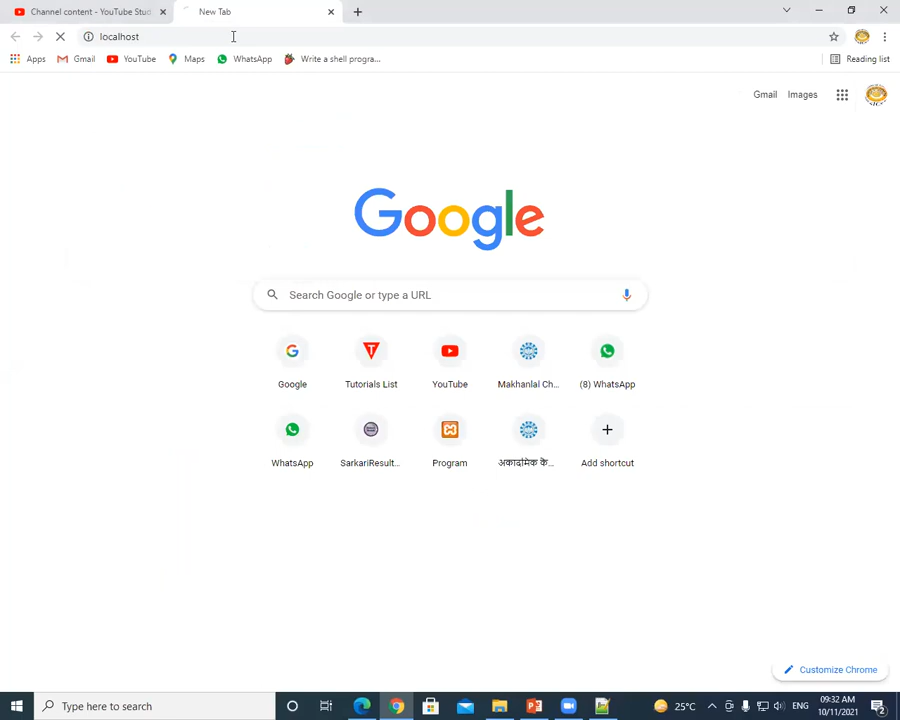 Channel content - YouTube Stud
New Tab
localhost
Apps
Gmail
YouTube
Maps
WhatsApp
Write a shell progra...
Reading list
Gmail
Images
Google
Search Google or type a URL
Google
Tutorials List
YouTube
Makhanlal Ch...
(8) WhatsApp
WhatsApp
SarkariResult...
Program
अकादमिक कै...
Add shortcut
Customize Chrome
Type here to search
25°C
ENG
09:32 AM
10/11/2021
2